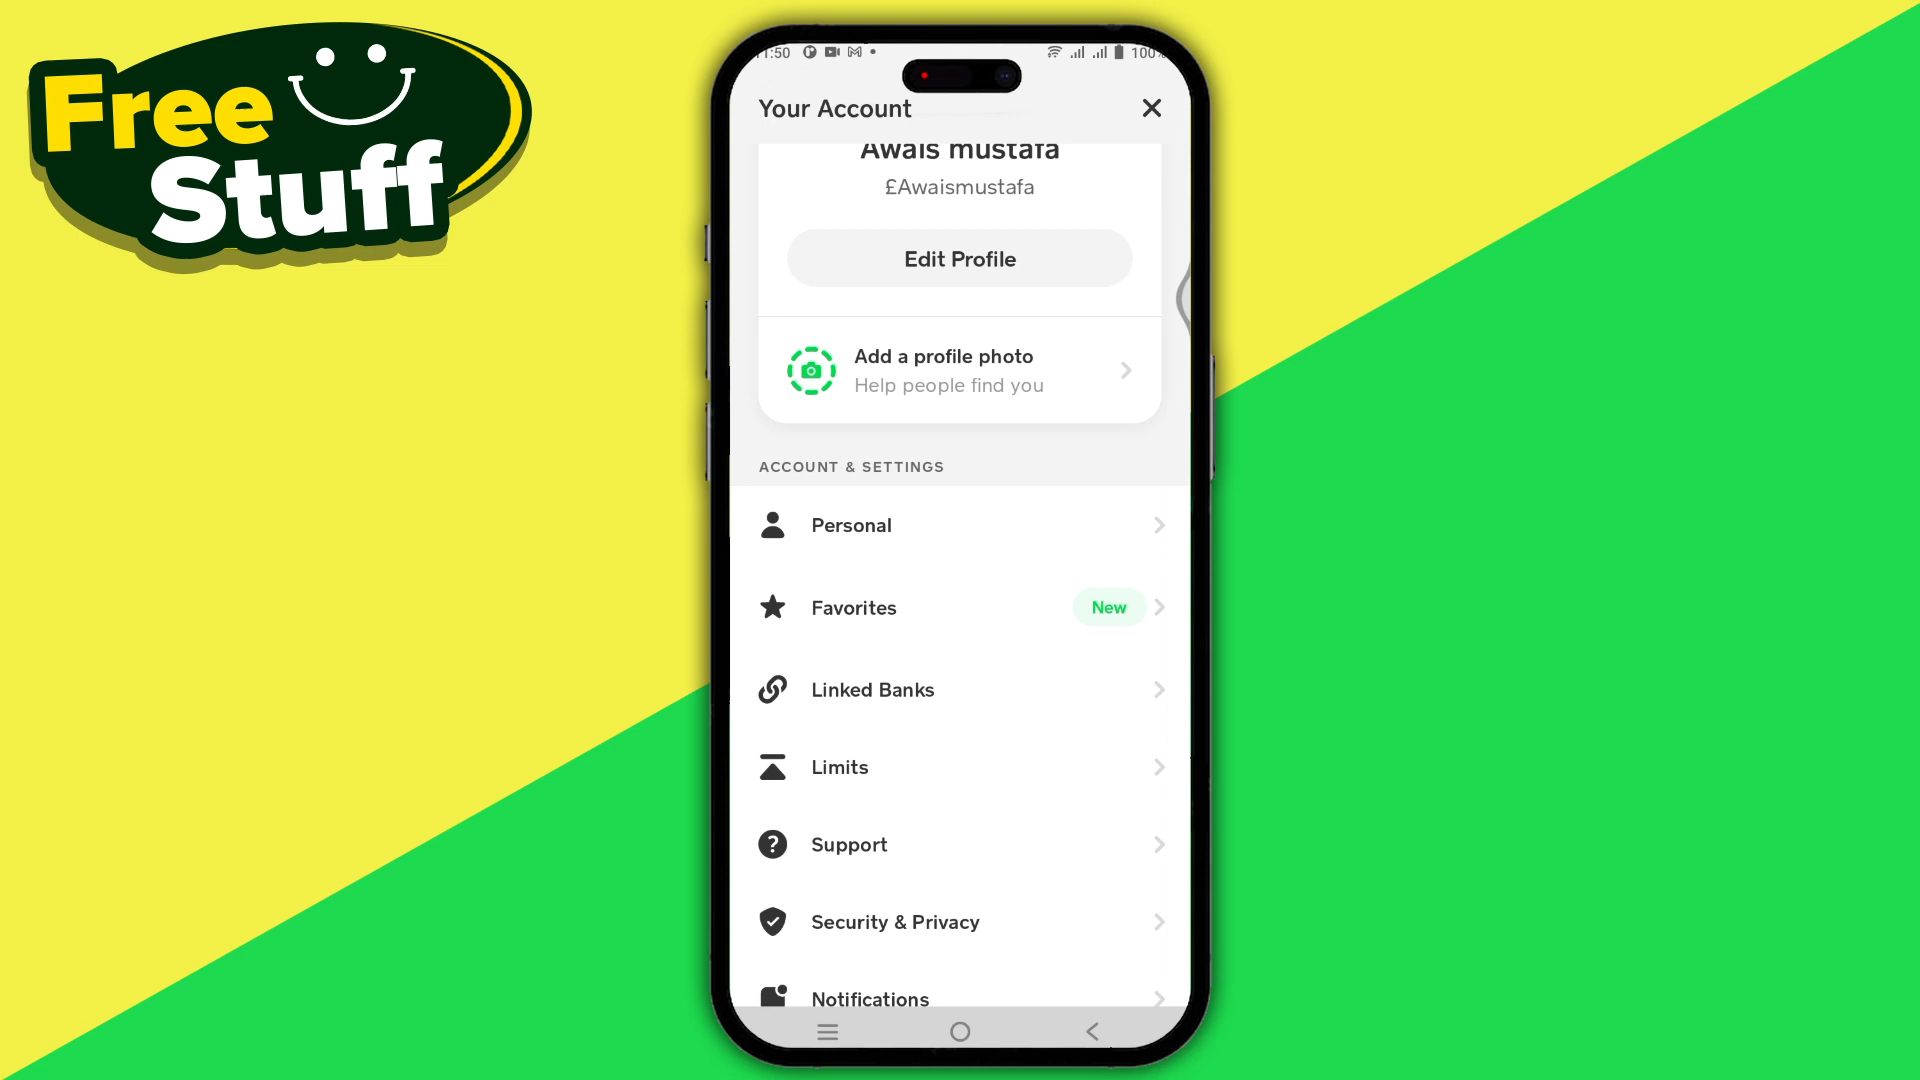 Free
Stuff
1:50
100%
Your Account
Awais mustafa
£Awaismustafa
Edit Profile
Add a profile photo
Help people find you
ACCOUNT & SETTINGS
Personal
Favorites
New
Linked Banks
Limits
Support
Security & Privacy
Notifications